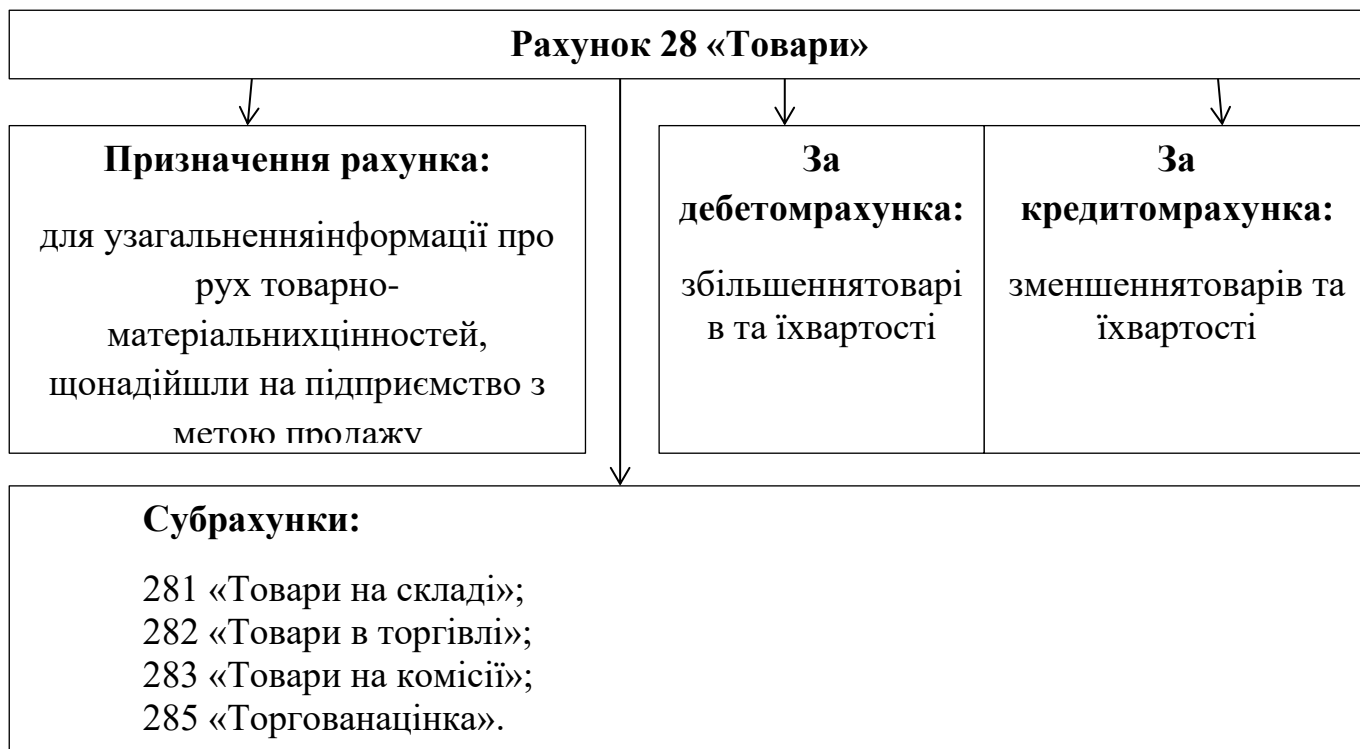 Рахунок 28 «Товари»
Призначення рахунка:
для узагальненняінформації про
рух товарно-
матеріальнихцінностей,
щонадійшли на підприємство з
метою продажу
За
дебетомрахунка:
збільшеннятоварі
в та їхвартості
За
кредитомрахунка:
зменшеннятоварів та
їхвартості
Субрахунки:
281 «Товари на складі»;
282 «Товари в торгівлі»;
283 «Товари на комісії»;
285 «Торгованацінка».